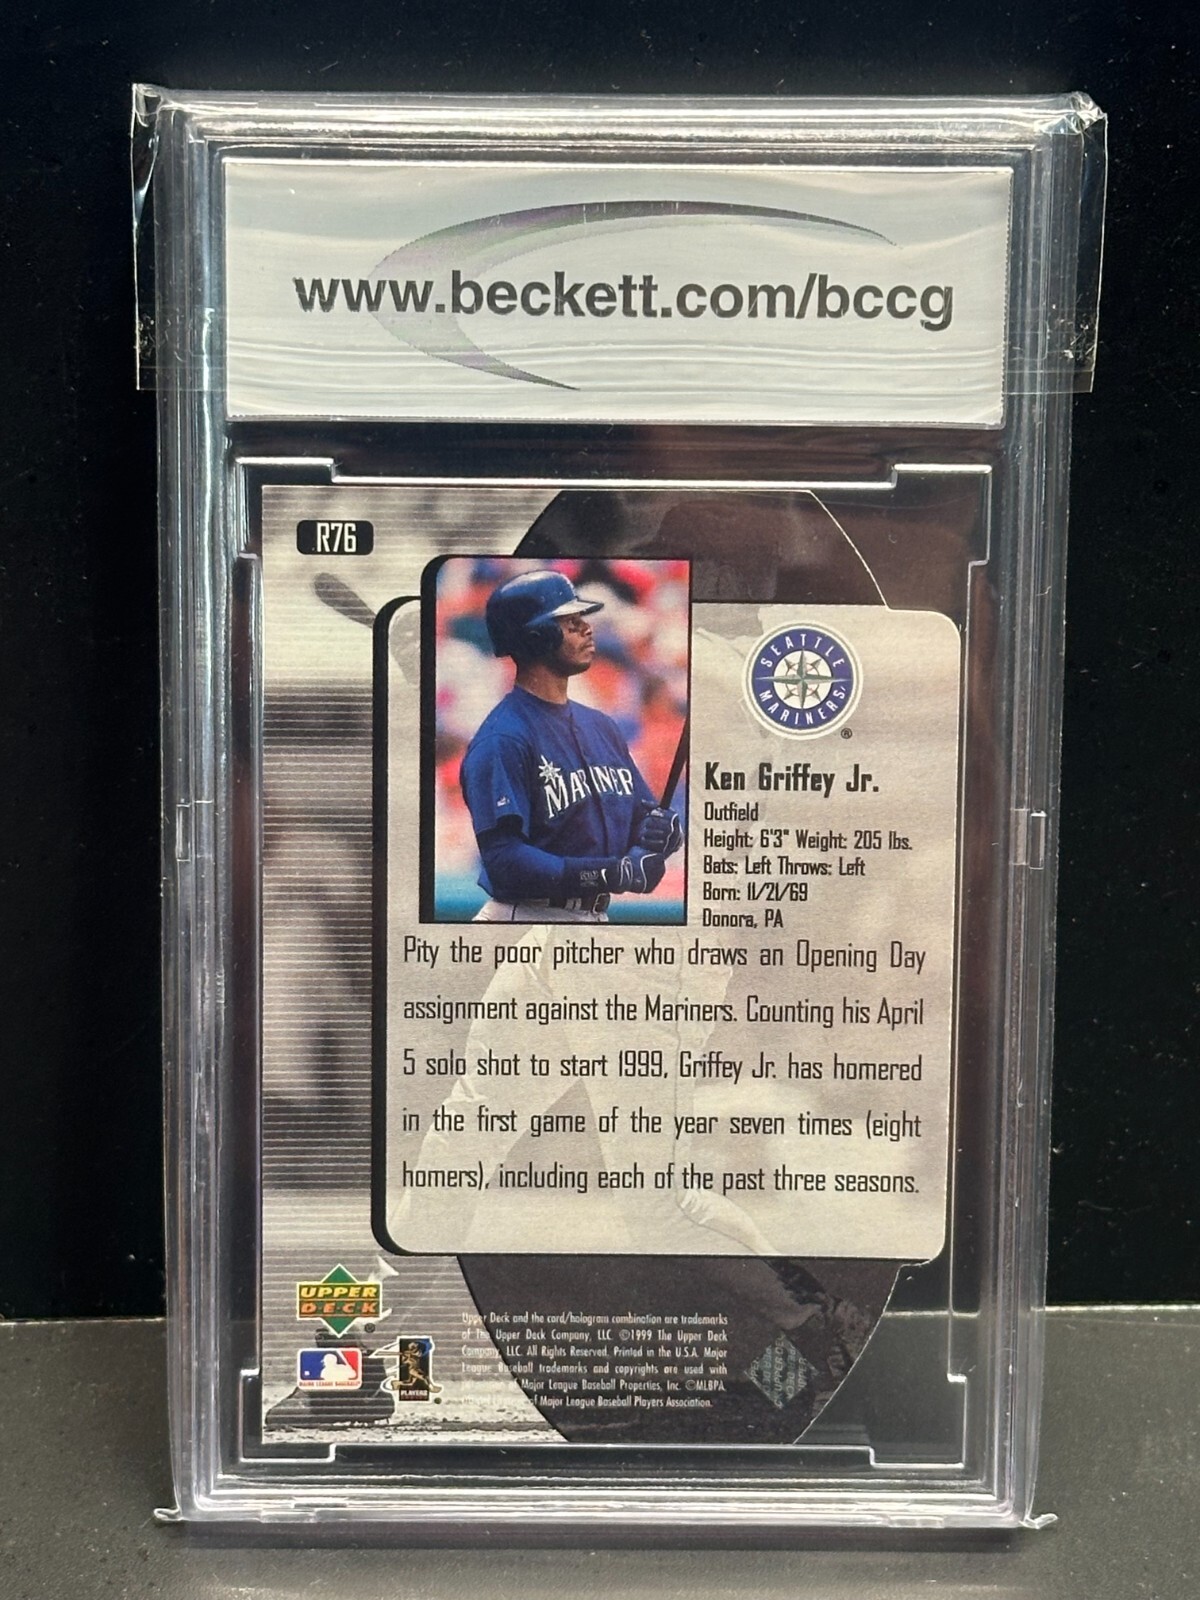 www.beckett.com/bccg
R76
SEATTLE
MARINERS
®
MARINER
Ken Griffey Jr.
Outfield
Height: 6'3" Weight: 205 lbs.
Bats: Left Throws: Left
Born: 11/21/69
Donora, PA
Pity the poor pitcher who draws an Opening Day
assignment against the Mariners. Counting his April
5 solo shot to start 1999, Griffey Jr. has homered
in the first game of the year seven times (eight
homers), including each of the past three seasons.
UPPER
DECK
®
MAJOR LEAGUE BASEBALL
PLAYERS
Upper Deck and the card/hologram combination are trademarks
of The Upper Deck Company, LLC. ©1999 The Upper Deck
Company, LLC. All Rights Reserved. Printed in the U.S.A. Major
League Baseball trademarks and copyrights are used with
Major League Baseball Properties, Inc. ©MLBPA
of Major League Baseball Players Association.